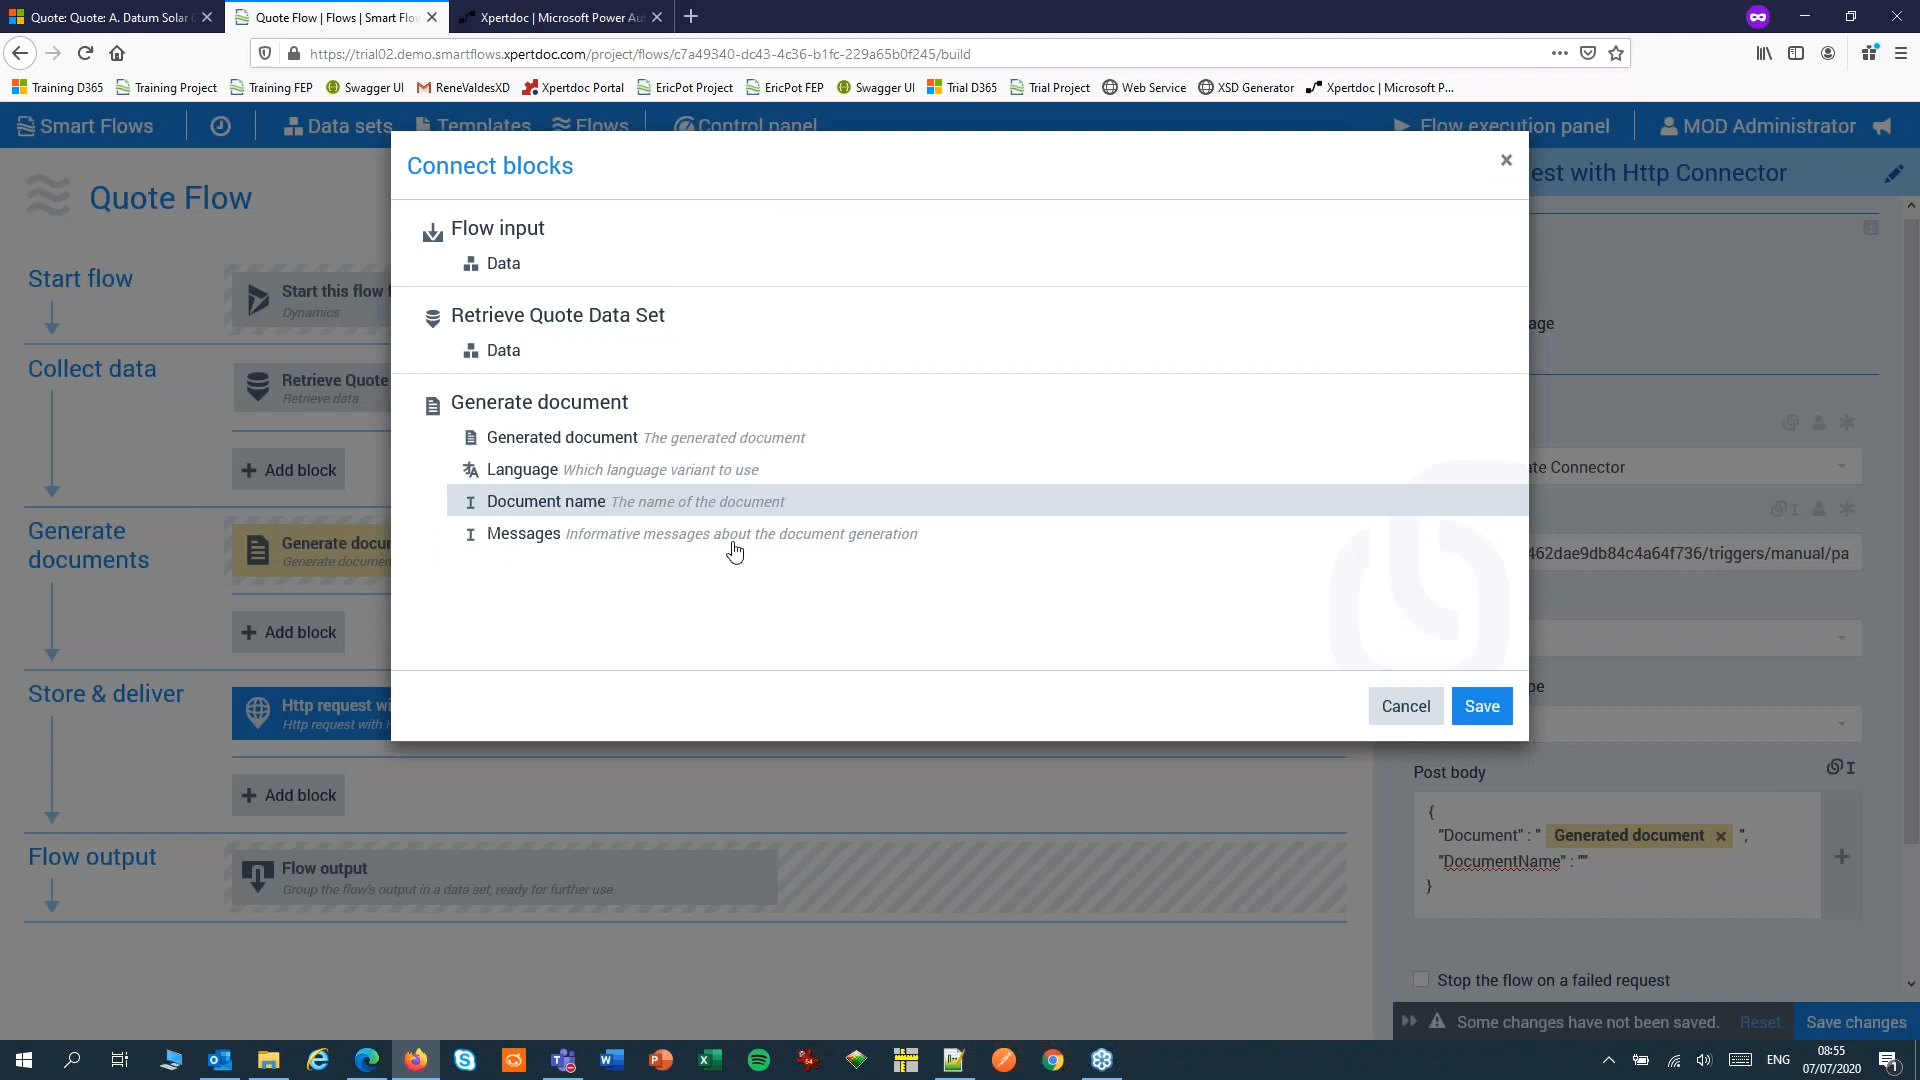 Quote: Quote: A. Datum Solar C
Quote Flow | Flows | Smart Flow
Xpertdoc | Microsoft Power Aut
https://trial02.demo.smartflows.xpertdoc.com/project/flows/c7a49340-dc43-4c36-b1fc-229a65b0f245/build
Training D365
Training Project
Training FEP
Swagger UI
ReneValdesXD
Xpertdoc Portal
EricPot Project
EricPot FEP
Swagger UI
Trial D365
Trial Project
Web Service
XSD Generator
Xpertdoc | Microsoft P...
Smart Flows
Data sets
Templates
Flows
Control panel
Flow execution panel
MOD Administrator
Quote Flow
est with Http Connector
Connect blocks
Flow input
Data
Retrieve Quote Data Set
Data
Generate document
Generated document The generated document
Language Which language variant to use
Document name The name of the document
Messages Informative messages about the document generation
Cancel
Save
Start flow
Start this flow f
Dynamics
Collect data
Retrieve Quote
Retrieve data
+ Add block
Generate
documents
Generate docun
Generate documen
+ Add block
Store & deliver
Http request wi
Http request with H
+ Add block
Flow output
Flow output
Group the flow's output in a data set, ready for further use
age
ate Connector
462dae9db84c4a64f736/triggers/manual/pa
pe
Post body
{
"Document" : " Generated document × ",
"DocumentName" : ""
}
Stop the flow on a failed request
Some changes have not been saved.
Reset
Save changes
ENG
08:55
07/07/2020
1